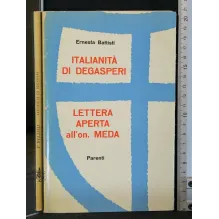 Ernesto Battisti
ITALIANITÀ
DI DEGASPERI
LETTERA
APERTA
all'on. MEDA
Parenti